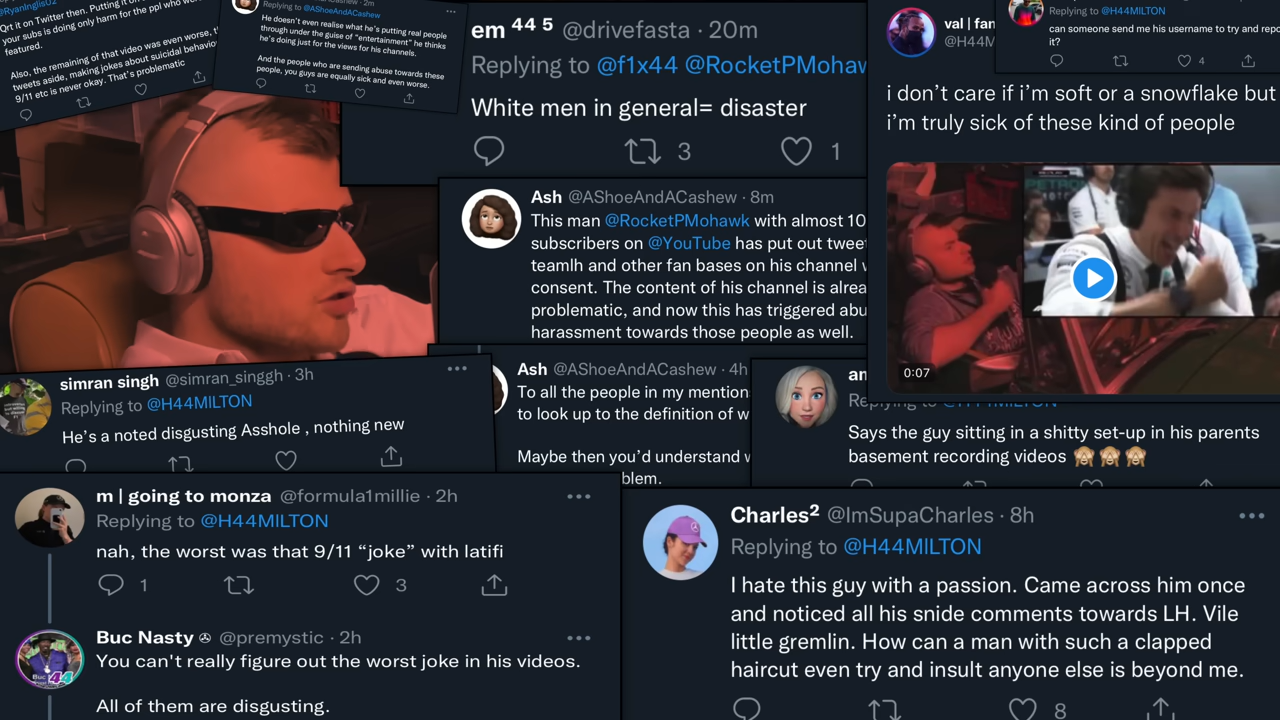 @RyanInglis02
Qrt it on Twitter then. Putting it on
your subs is doing only harm for the ppl who
featured.
Also, the remaining of that video was even worse,
tweets aside, making jokes about suicidal behavio
9/11 etc is never okay. That's problematic
2m
Replying to @AShoeAndACashew
He doesn't even realise what he's putting real people
through under the guise of "entertainment" he thinks
he's doing just for the views for his channel.
And the people who are sending abuse towards these
people, you guys are equally sick and even worse.
em ⁴⁴ ⁵ @drivefasta · 20m
Replying to @f1x44 @RocketPMohaw
White men in general= disaster
3 1
val | fan
@H44M
Replying to @H44MILTON
can someone send me his username to try and repo
it?
4
i don't care if i'm soft or a snowflake but
i'm truly sick of these kind of people
PETRO
0:07
Ash @AShoeAndACashew · 8m
This man @RocketPMohawk with almost 10
subscribers on @YouTube has put out tweet
teamlh and other fan bases on his channel
consent. The content of his channel is alrea
problematic, and now this has triggered abu
harassment towards those people as well.
simran singh @simran_singgh · 3h
Replying to @H44MILTON
He's a noted disgusting Asshole , nothing new
Ash @AShoeAndACashew · 4h
To all the people in my mention
to look up to the definition of w
Maybe then you'd understand w
blem.
an
Replying to @H44MILTON
Says the guy sitting in a shitty set-up in his parents
basement recording videos 🙈🙈🙈
m | going to monza @formula1millie · 2h
Replying to @H44MILTON
nah, the worst was that 9/11 “joke” with latifi
1 3
Buc Nasty ✇ @premystic · 2h
You can't really figure out the worst joke in his videos.
All of them are disgusting.
Buc 44
Charles² @ImSupaCharles · 8h
Replying to @H44MILTON
I hate this guy with a passion. Came across him once
and noticed all his snide comments towards LH. Vile
little gremlin. How can a man with such a clapped
haircut even try and insult anyone else is beyond me.
8